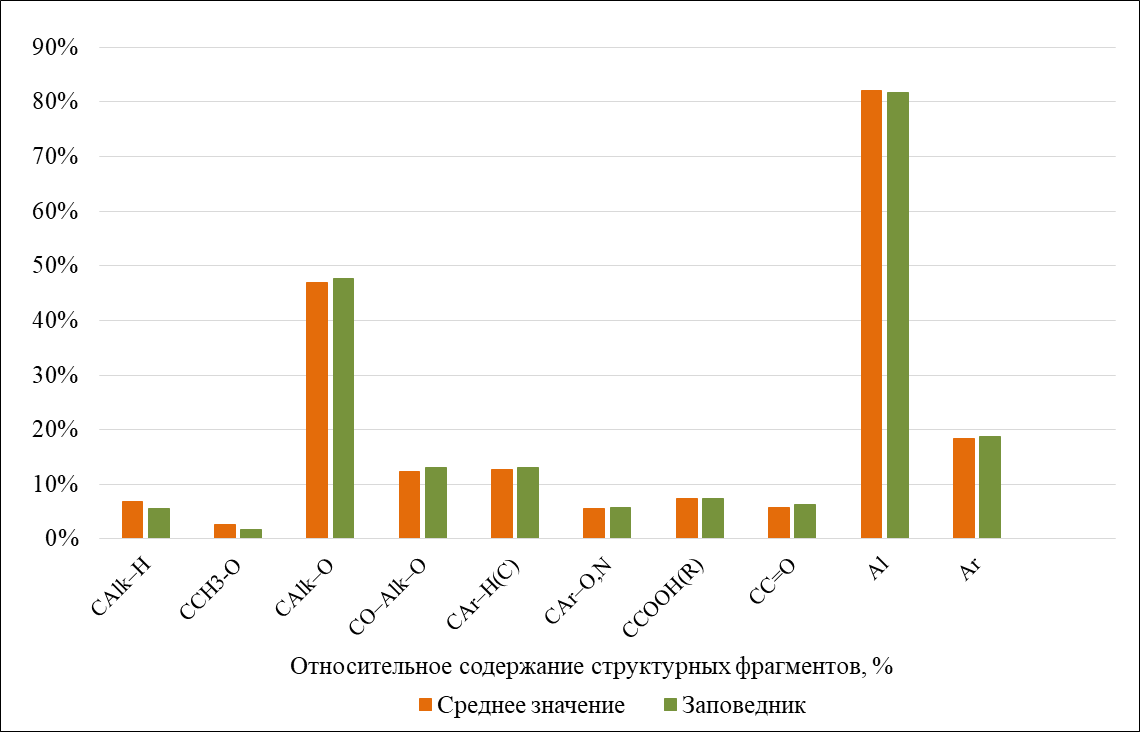 90%
80%
70%
60%
50%
40%
30%
20%
10%
0%
CAlk–H
CCH3-O
CAlk–O
CO–Alk–O
CAr–H(C)
CAr–O,N
CCOOH(R)
CC=O
Al
Ar
Относительное содержание структурных фрагментов, %
Среднее значение
Заповедник